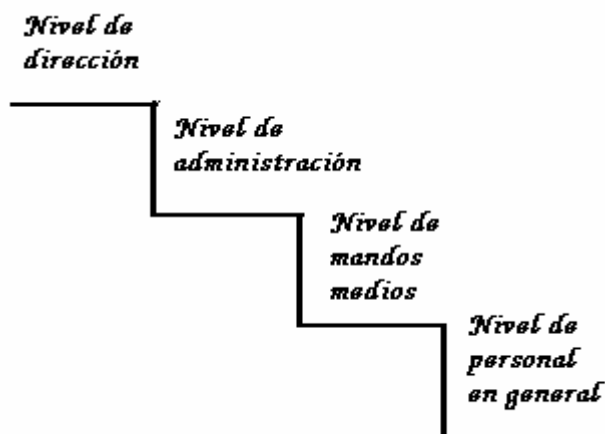 Nivel de
dirección
Nivel de
administración
Nivel de
mandos
medios
Nivel de
personal
en general